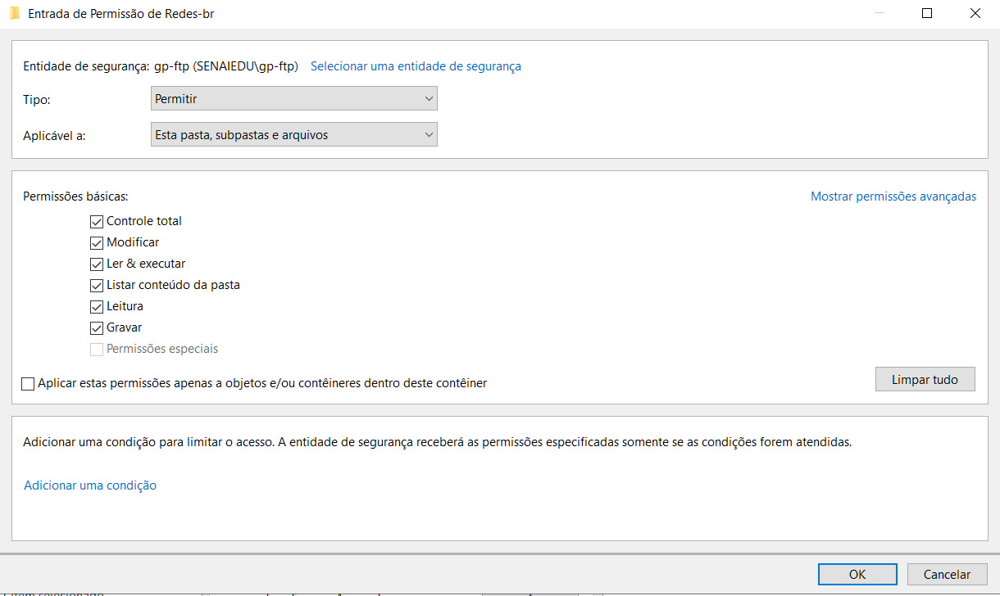 Entrada de Permissão de Redes-br
Entidade de segurança: gp-ftp (SENAIEDU\gp-ftp) Selecionar uma entidade de segurança
Tipo: Permitir
Aplicável a: Esta pasta, subpastas e arquivos
Permissões básicas: Mostrar permissões avançadas
Controle total
Modificar
Ler & executar
Listar conteúdo da pasta
Leitura
Gravar
Permissões especiais
Aplicar estas permissões apenas a objetos e/ou contêineres dentro deste contêiner Limpar tudo
Adicionar uma condição para limitar o acesso. A entidade de segurança receberá as permissões especificadas somente se as condições forem atendidas.
Adicionar uma condição
OK Cancelar